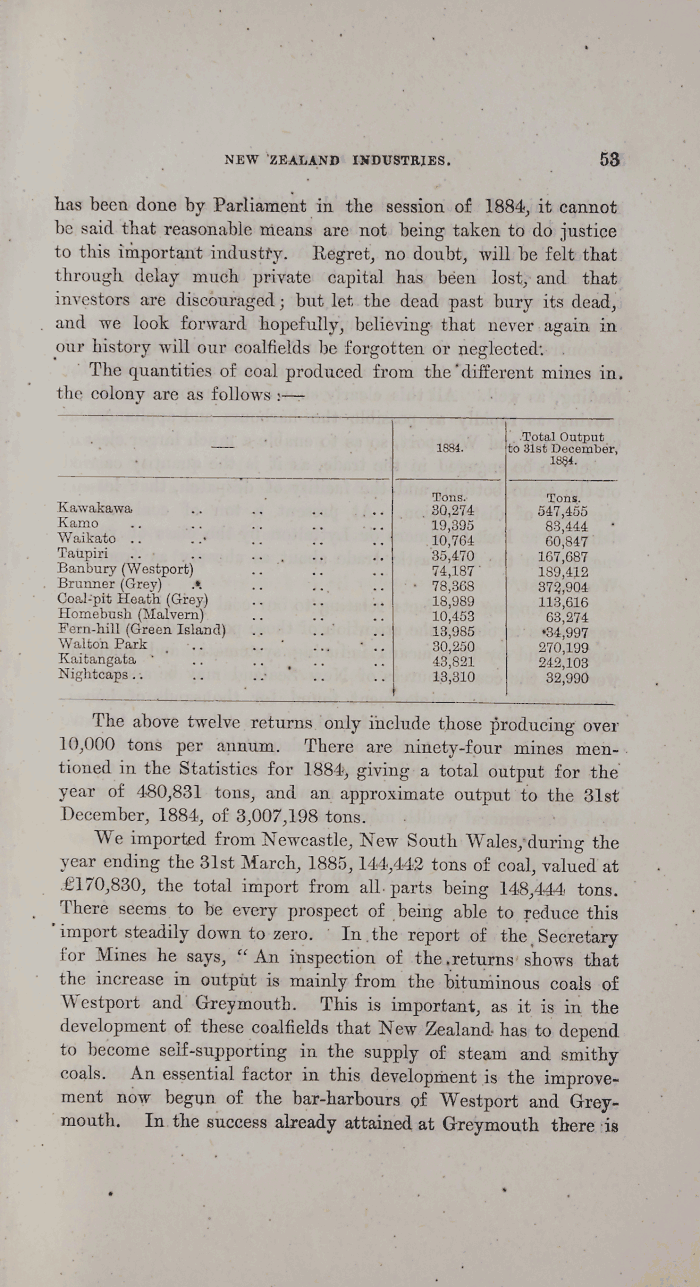 NEW ZEALAND INDUSTRIES. 53
has been done by Parliament in the session of 1884, it cannot
be said that reasonable means are not being taken to do justice
to this important industry. Regret, no doubt, will be felt that
through delay much private capital has been lost, and that
investors are discouraged; but let the dead past bury its dead,
and we look forward hopefully, believing that never again in
our history will our coalfields be forgotten or neglected.
The quantities of coal produced from the different mines in
the colony are as follows :—
— 1884. Total Output
to 31st December,
1884.
Tons. Tons.
Kawakawa .. .. .. .. 30,274 547,455
Kamo .. .. .. .. .. 19,395 83,444
Waikato .. .. .. .. .. 10,764 60,847
Taupiri .. .. .. .. .. 35,470 167,687
Banbury (Westport) .. .. .. 74,187 189,412
Brunner (Grey) .. .. .. .. 78,368 372,904
Coal-pit Heath (Grey) .. .. .. 18,989 113,616
Homebush (Malvern) .. .. .. 10,453 63,274
Fern-hill (Green Island) .. .. .. 13,985 34,997
Walton Park .. .. .. .. 30,250 270,199
Kaitangata .. .. .. .. 43,821 242,103
Nightcaps .. .. .. .. .. 13,310 32,990
The above twelve returns only include those producing over
10,000 tons per annum. There are ninety-four mines men-
tioned in the Statistics for 1884, giving a total output for the
year of 480,831 tons, and an approximate output to the 31st
December, 1884, of 3,007,198 tons.
We imported from Newcastle, New South Wales, during the
year ending the 31st March, 1885, 144,442 tons of coal, valued at
£170,830, the total import from all parts being 148,444 tons.
There seems to be every prospect of being able to reduce this
import steadily down to zero. In the report of the Secretary
for Mines he says, “ An inspection of the returns shows that
the increase in output is mainly from the bituminous coals of
Westport and Greymouth. This is important, as it is in the
development of these coalfields that New Zealand has to depend
to become self-supporting in the supply of steam and smithy
coals. An essential factor in this development is the improve-
ment now begun of the bar-harbours of Westport and Grey-
mouth. In the success already attained at Greymouth there is